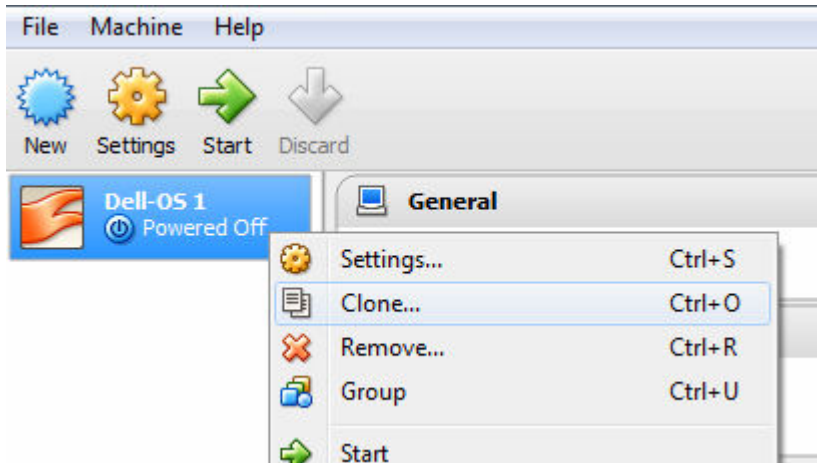 File Machine Help
New Settings Start Discard
Dell-OS 1
Powered Off
General
Settings... Ctrl+S
Clone... Ctrl+O
Remove... Ctrl+R
Group Ctrl+U
Start